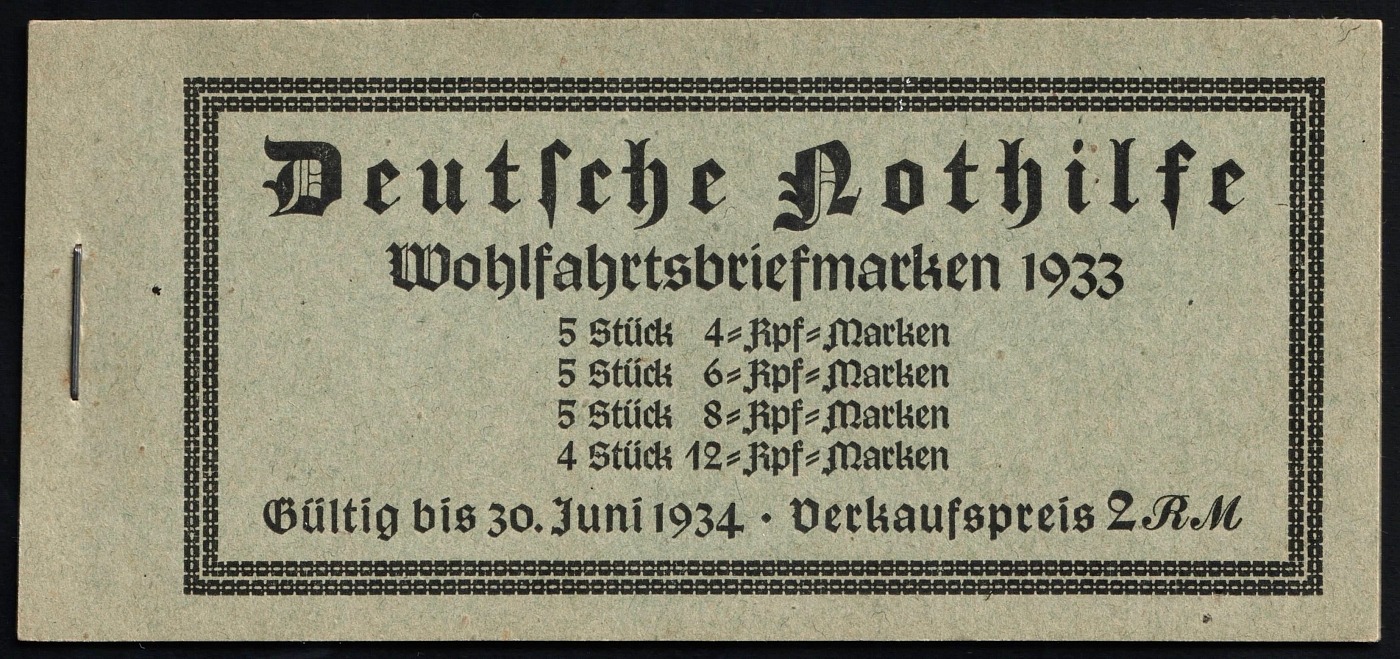 Deutſche Nothilfe
Wohlfahrtsbriefmarken 1933
5 Stück 4=Rpf=Marken
5 Stück 6=Rpf=Marken
5 Stück 8=Rpf=Marken
4 Stück 12=Rpf=Marken
Gültig bis 30. Juni 1934 · Verkaufspreis 2 RM